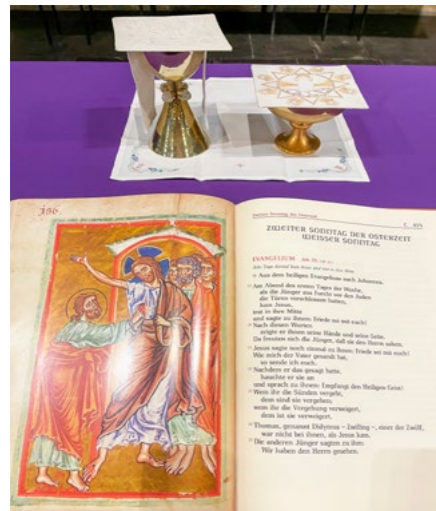 ZWEITER SONNTAG DER OSTERZEIT
WEISSER SONNTAG
EVANGELIUM
Aus dem heiligen Evangelium nach Johannes.
Am Abend des ersten Tages der Woche,
als die Jünger aus Furcht vor den Juden
die Türen verschlossen hatten,
kam Jesus,
trat in ihre Mitte
und sagte zu ihnen: Friede sei mit euch!
Nach diesen Worten
zeigte er ihnen seine Hände und seine Seite.
Da freuten sich die Jünger, daß sie den Herrn sahen.
Jesus sagte noch einmal zu ihnen: Friede sei mit euch!
Wie mich der Vater gesandt hat,
so sende ich euch.
Nachdem er das gesagt hatte,
hauchte er sie an
und sprach zu ihnen: Empfangt den Heiligen Geist!
Wem ihr die Sünden vergebt,
dem sind sie vergeben;
wem ihr die Vergebung verweigert,
dem ist sie verweigert.
Thomas, genannt Didymus – Zwilling –, einer der Zwölf,
war nicht bei ihnen, als Jesus kam.
Die anderen Jünger sagten zu ihm:
Wir haben den Herrn gesehen.